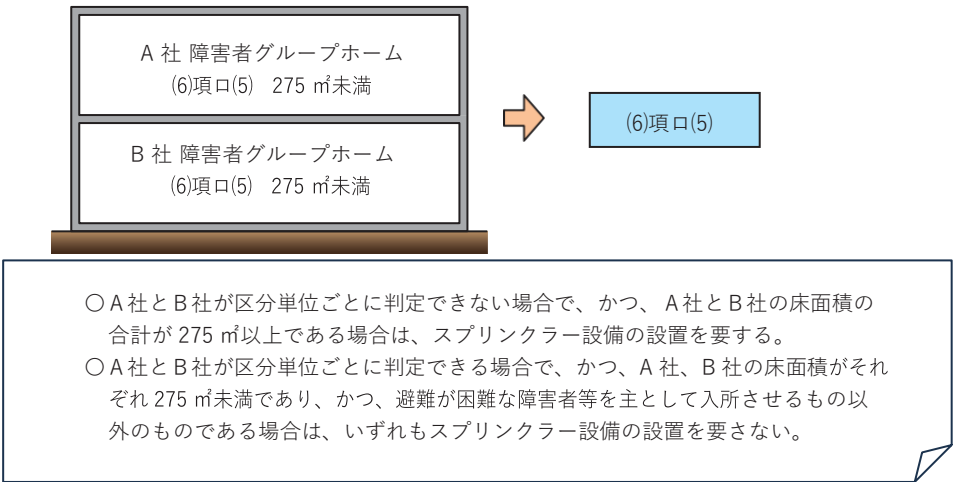 A 社 障害者グループホーム
⑹項ロ⑸ 275 ㎡未満
⑹項ロ⑸
B 社 障害者グループホーム
⑹項ロ⑸ 275 ㎡未満
○A社とB社が区分単位ごとに判定できない場合で、かつ、A社とB社の床面積の
合計が 275 ㎡以上である場合は、スプリンクラー設備の設置を要する。
○A社とB社が区分単位ごとに判定できる場合で、かつ、A 社、B 社の床面積がそれ
ぞれ 275 ㎡未満であり、かつ、避難が困難な障害者等を主として入所させるもの以
外のものである場合は、いずれもスプリンクラー設備の設置を要さない。